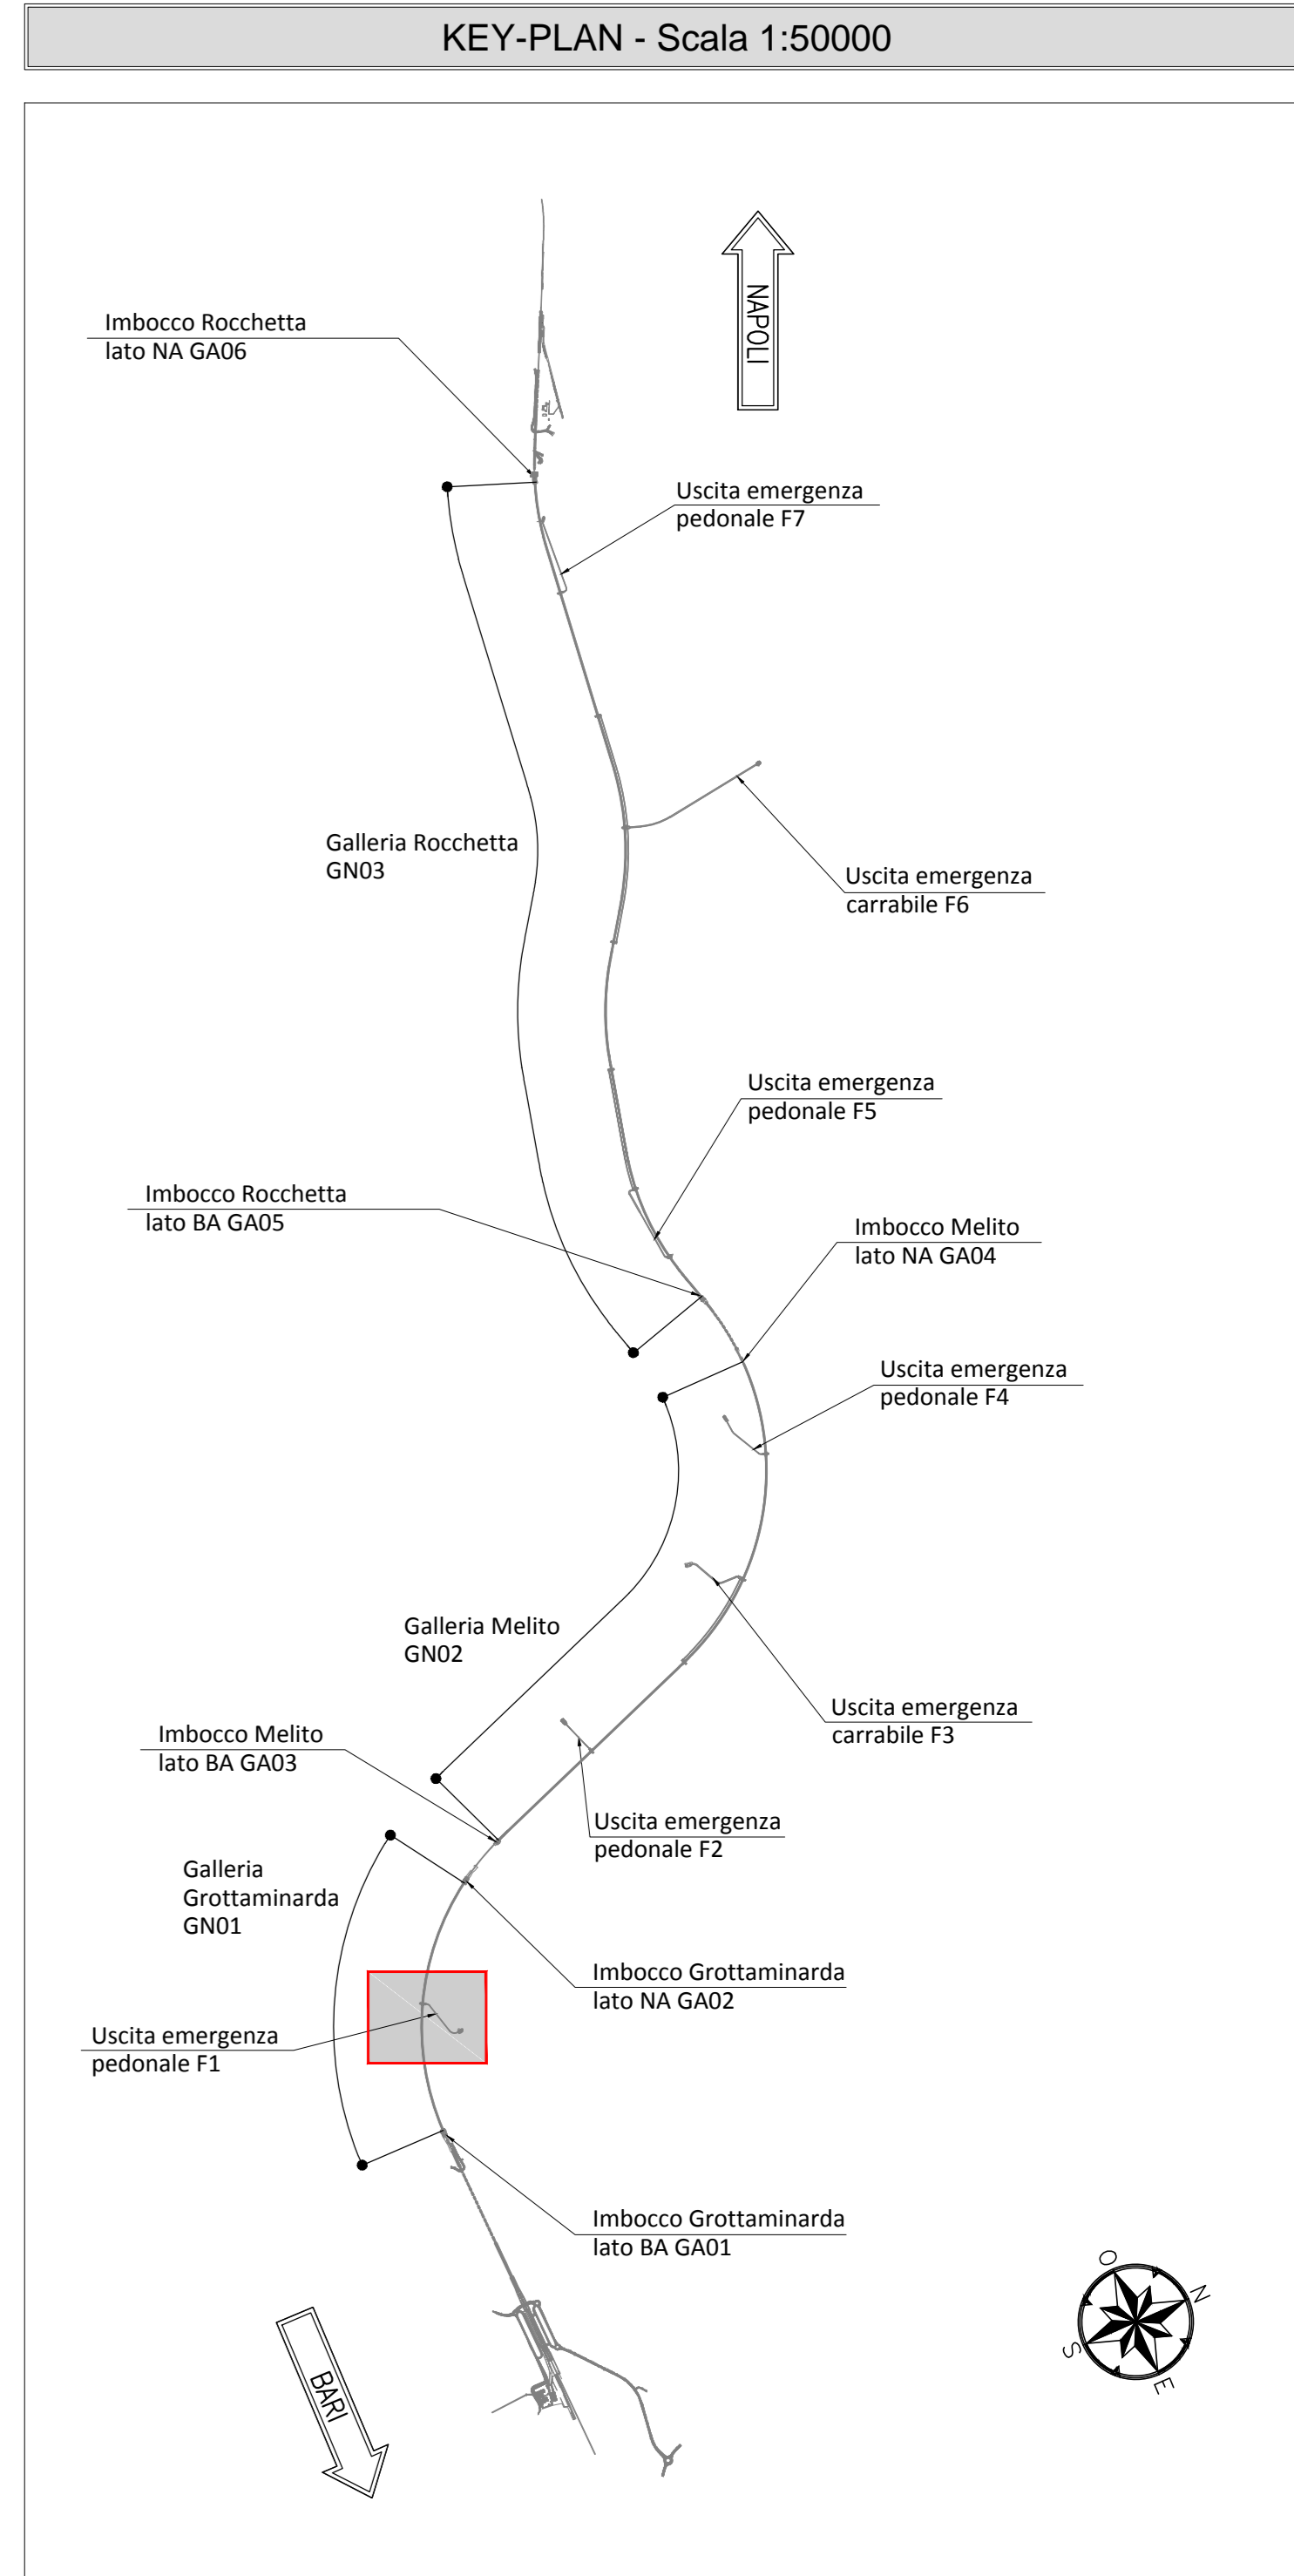 KEY-PLAN - Scala 1:50000
NAPOLI
Imbocco Rocchetta
lato NA GA06
Uscita emergenza
pedonale F7
Galleria Rocchetta
GN03
Uscita emergenza
carrabile F6
Uscita emergenza
pedonale F5
Imbocco Rocchetta
lato BA GA05
Imbocco Melito
lato NA GA04
Uscita emergenza
pedonale F4
Galleria Melito
GN02
Uscita emergenza
carrabile F3
Imbocco Melito
lato BA GA03
Uscita emergenza
pedonale F2
Galleria
Grottaminarda
GN01
Imbocco Grottaminarda
lato NA GA02
Uscita emergenza
pedonale F1
Imbocco Grottaminarda
lato BA GA01
O
N
S
E
BARI